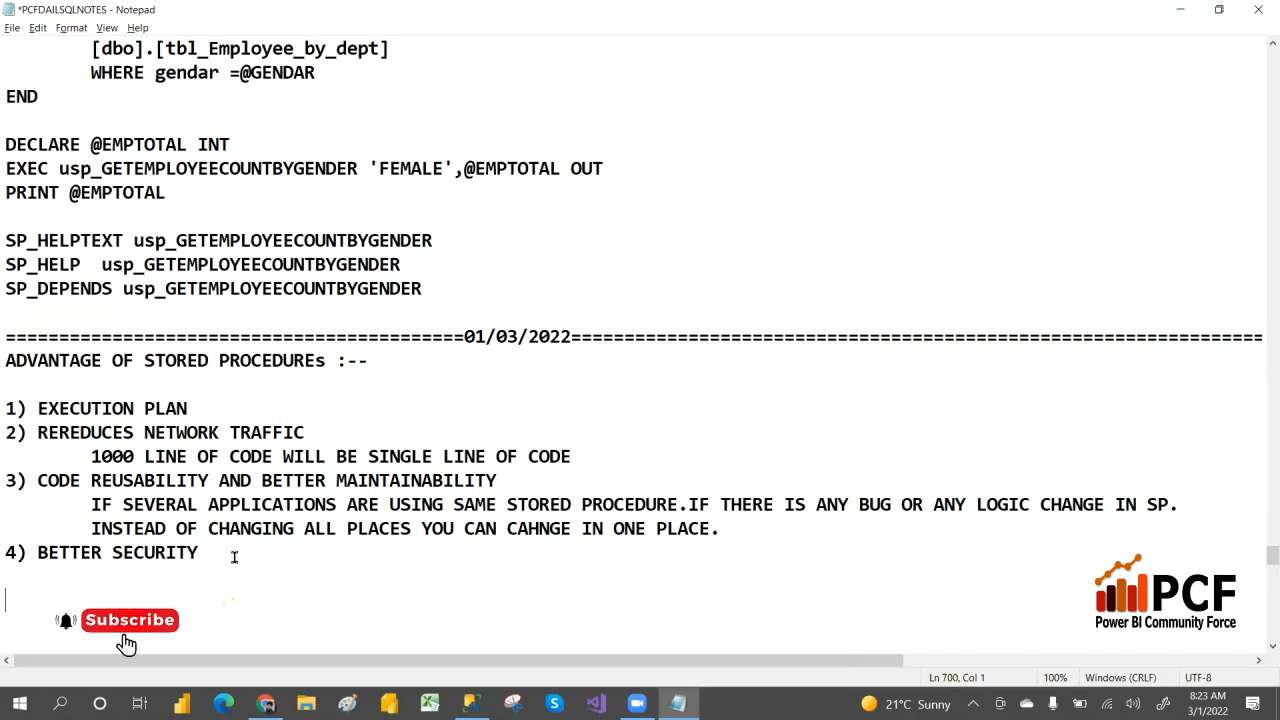 *PCFDAILSQLNOTES - Notepad
File Edit Format View Help
[dbo].[tbl_Employee_by_dept]
WHERE gendar =@GENDAR
END
DECLARE @EMPTOTAL INT
EXEC usp_GETEMPLOYEECOUNTBYGENDER 'FEMALE',@EMPTOTAL OUT
PRINT @EMPTOTAL
SP_HELPTEXT usp_GETEMPLOYEECOUNTBYGENDER
SP_HELP  usp_GETEMPLOYEECOUNTBYGENDER
SP_DEPENDS usp_GETEMPLOYEECOUNTBYGENDER
===========================================01/03/2022=================================================================
ADVANTAGE OF STORED PROCEDUREs :--
1) EXECUTION PLAN
2) REREDUCES NETWORK TRAFFIC
1000 LINE OF CODE WILL BE SINGLE LINE OF CODE
3) CODE REUSABILITY AND BETTER MAINTAINABILITY
IF SEVERAL APPLICATIONS ARE USING SAME STORED PROCEDURE.IF THERE IS ANY BUG OR ANY LOGIC CHANGE IN SP.
INSTEAD OF CHANGING ALL PLACES YOU CAN CAHNGE IN ONE PLACE.
4) BETTER SECURITY
PCF
Power BI Community Force
Subscribe
Ln 700, Col 1 100% Windows (CRLF) UTF-8
21°C Sunny
8:23 AM
3/1/2022